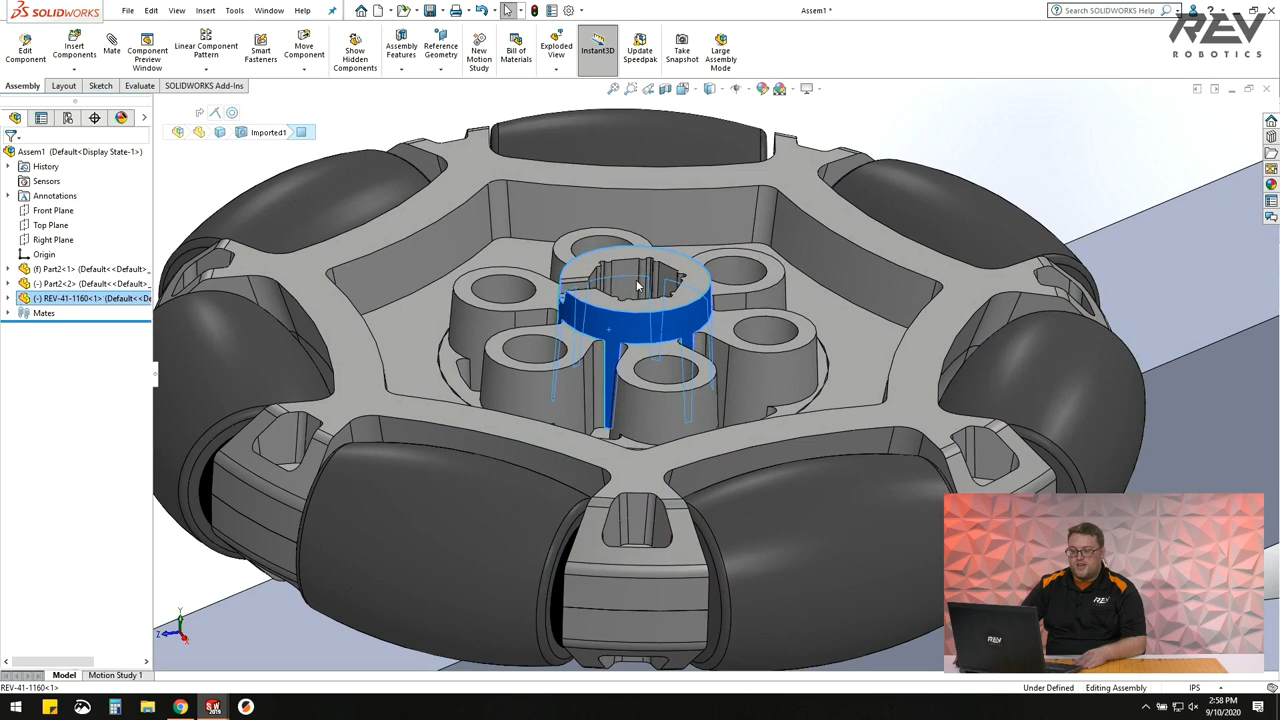 SOLIDWORKS
File Edit View Insert Tools Window Help
Assem1 *
Search SOLIDWORKS Help
REV
ROBOTICS
Edit Component
Insert Components
Mate
Component Preview Window
Linear Component Pattern
Smart Fasteners
Move Component
Show Hidden Components
Assembly Features
Reference Geometry
New Motion Study
Bill of Materials
Exploded View
Instant3D
Update Speedpak
Take Snapshot
Large Assembly Mode
Assembly Layout Sketch Evaluate SOLIDWORKS Add-Ins
Imported1
Assem1 (Default<Display State-1>)
History
Sensors
Annotations
Front Plane
Top Plane
Right Plane
Origin
(f) Part2<1> (Default<<Default>_
(-) Part2<2> (Default<<Default>_
(-) REV-41-1160<1> (Default<<De
Mates
Y
Z
X
REV
REV
Model Motion Study 1
REV-41-1160<1>
Under Defined Editing Assembly IPS
SW
2019
2:58 PM
9/10/2020